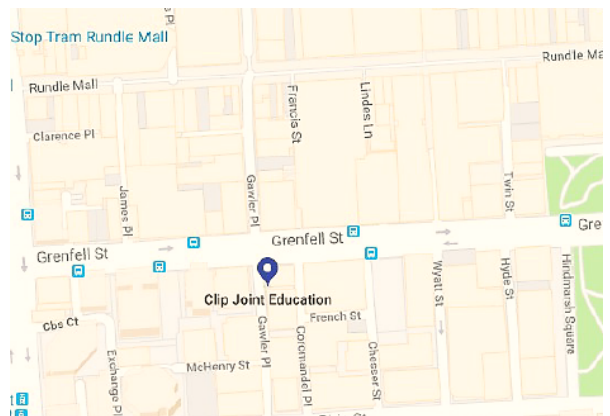 Stop Tram Rundle Mall
Rundle Mall
Rundle Ma
Clarence Pl
James Pl
Gawler Pl
Francis St
Lindes Ln
Twin St
Grenfell St
Grenfell St
Gre
Clip Joint Education
Cbs Ct
Exchange Pl
McHenry St
Gawler Pl
Coromandel Pl
French St
Chesser St
Wyatt St
Hyde St
Hindmarsh Square